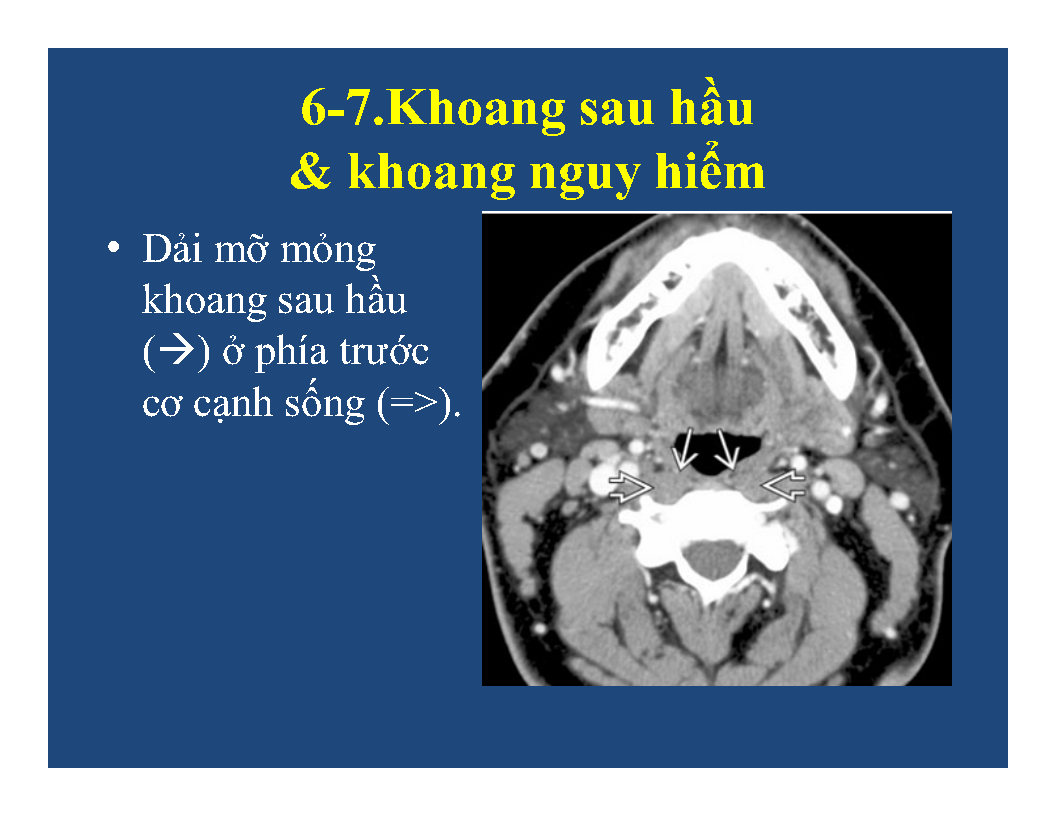 6-7.Khoang sau hầu
& khoang nguy hiểm
• Dải mỡ mỏng
khoang sau hầu
(→) ở phía trước
cơ cạnh sống (=>).